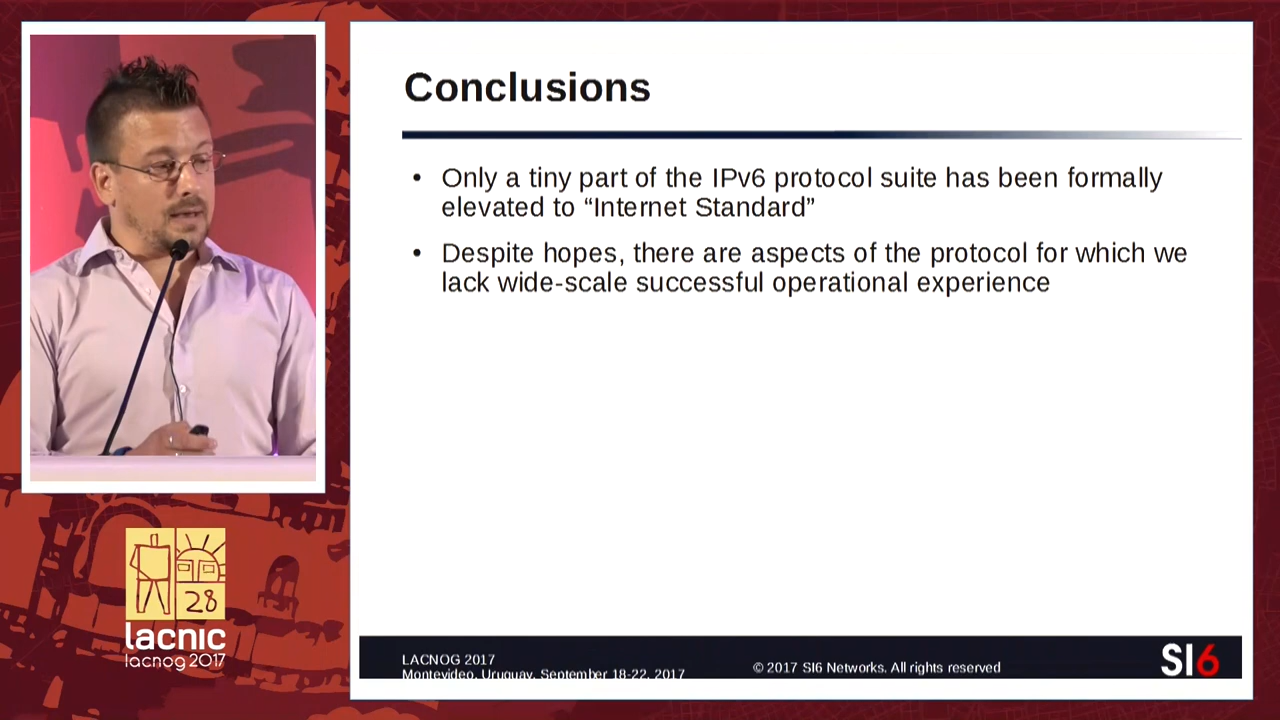 Conclusions
• Only a tiny part of the IPv6 protocol suite has been formally
elevated to “Internet Standard”
• Despite hopes, there are aspects of the protocol for which we
lack wide-scale successful operational experience
28
lacnic
lacnog 2017
LACNOG 2017
Montevideo, Uruguay, September 18-22, 2017
© 2017 SI6 Networks. All rights reserved
SI6